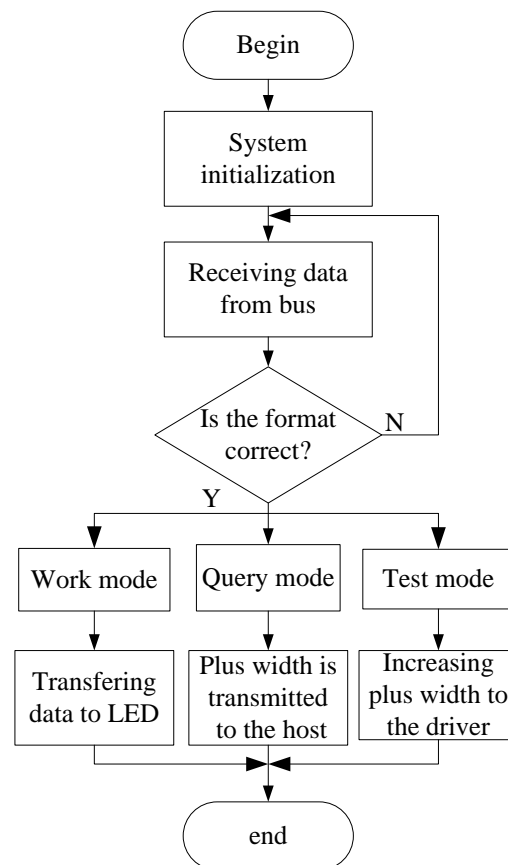 Begin
System
initialization
Receiving data
from bus
Is the format
correct?
N
Y
Work mode
Query mode
Test mode
Transfering
data to LED
Plus width is
transmitted
to the host
Increasing
plus width to
the driver
end